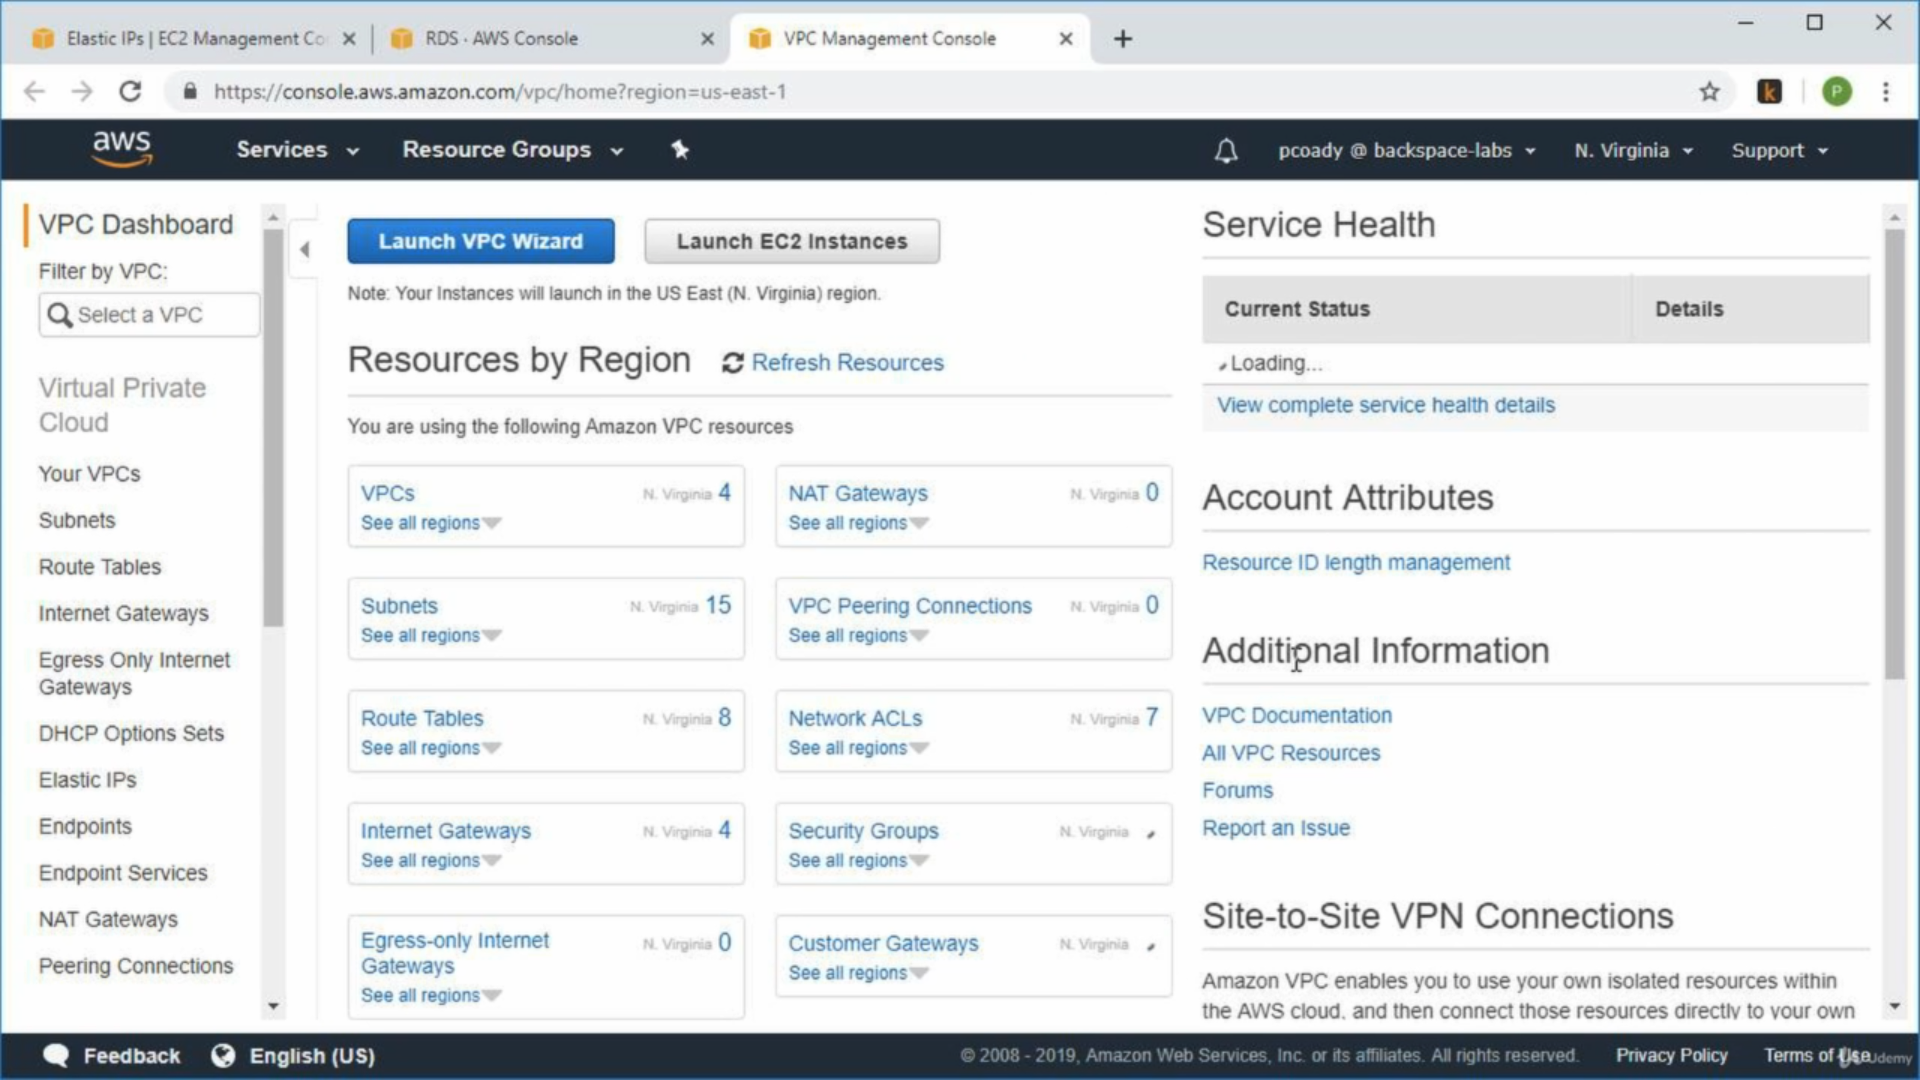 Elastic IPs | EC2 Management Co
RDS · AWS Console
VPC Management Console
https://console.aws.amazon.com/vpc/home?region=us-east-1
k
P
aws
Services
Resource Groups
pcoady @ backspace-labs
N. Virginia
Support
VPC Dashboard
Filter by VPC:
Select a VPC
Virtual Private
Cloud
Your VPCs
Subnets
Route Tables
Internet Gateways
Egress Only Internet
Gateways
DHCP Options Sets
Elastic IPs
Endpoints
Endpoint Services
NAT Gateways
Peering Connections
Launch VPC Wizard
Launch EC2 Instances
Note: Your Instances will launch in the US East (N. Virginia) region.
Resources by Region
Refresh Resources
You are using the following Amazon VPC resources
VPCs N. Virginia 4
See all regions
NAT Gateways N. Virginia 0
See all regions
Subnets N. Virginia 15
See all regions
VPC Peering Connections N. Virginia 0
See all regions
Route Tables N. Virginia 8
See all regions
Network ACLs N. Virginia 7
See all regions
Internet Gateways N. Virginia 4
See all regions
Security Groups N. Virginia
See all regions
Egress-only Internet N. Virginia 0
Gateways
See all regions
Customer Gateways N. Virginia
See all regions
Service Health
Current Status Details
Loading...
View complete service health details
Account Attributes
Resource ID length management
Additional Information
VPC Documentation
All VPC Resources
Forums
Report an Issue
Site-to-Site VPN Connections
Amazon VPC enables you to use your own isolated resources within
the AWS cloud, and then connect those resources directly to your own
Feedback
English (US)
© 2008 - 2019, Amazon Web Services, Inc. or its affiliates. All rights reserved.
Privacy Policy
Terms of Use
Udemy